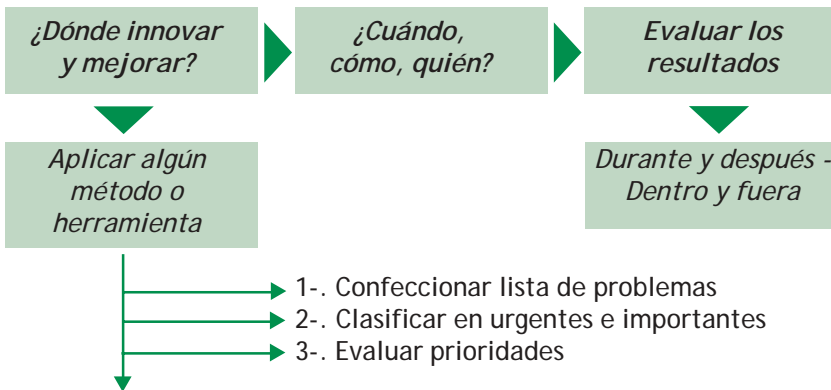 ¿Dónde innovar
y mejorar?
¿Cuándo,
cómo, quién?
Evaluar los
resultados
Aplicar algún
método o
herramienta
Durante y después -
Dentro y fuera
1-. Confeccionar lista de problemas
2-. Clasificar en urgentes e importantes
3-. Evaluar prioridades